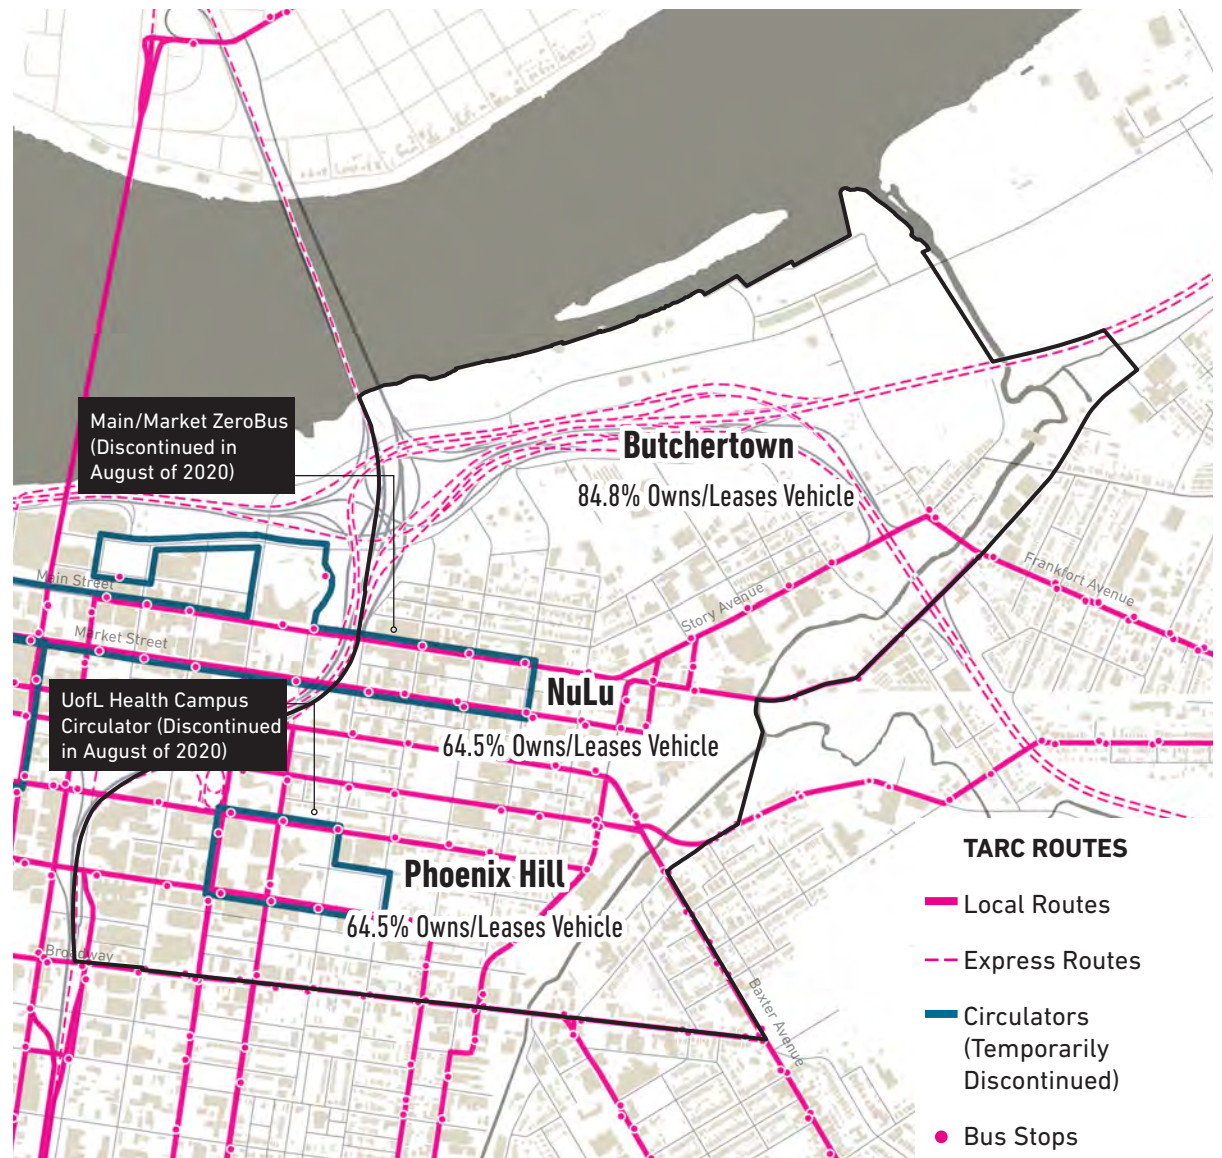 Main/Market ZeroBus
(Discontinued in
August of 2020)
Butchertown
84.8% Owns/Leases Vehicle
Main Street
Market Street
Story Avenue
Frankfort Avenue
UofL Health Campus
Circulator (Discontinued
in August of 2020)
NuLu
64.5% Owns/Leases Vehicle
Phoenix Hill
64.5% Owns/Leases Vehicle
Broadway
Baxter Avenue
TARC ROUTES
Local Routes
Express Routes
Circulators
(Temporarily
Discontinued)
Bus Stops